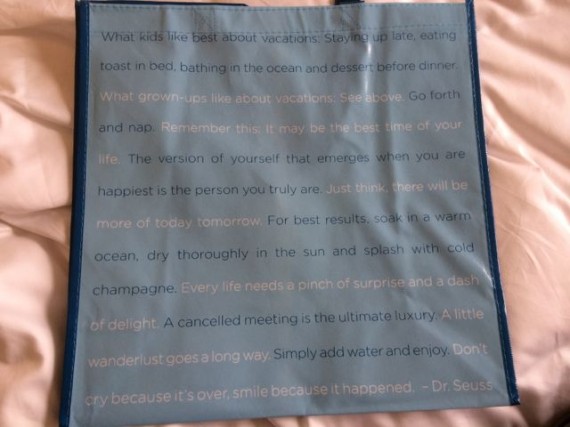 What kids like best about vacations: Staying up late, eating
toast in bed, bathing in the ocean and dessert before dinner.
What grown-ups like about vacations: See above. Go forth
and nap. Remember this: It may be the best time of your
life. The version of yourself that emerges when you are
happiest is the person you truly are. Just think, there will be
more of today tomorrow. For best results, soak in a warm
ocean, dry thoroughly in the sun and splash with cold
champagne. Every life needs a pinch of surprise and a dash
of delight. A cancelled meeting is the ultimate luxury. A little
wanderlust goes a long way. Simply add water and enjoy. Don't
cry because it's over, smile because it happened. – Dr. Seuss